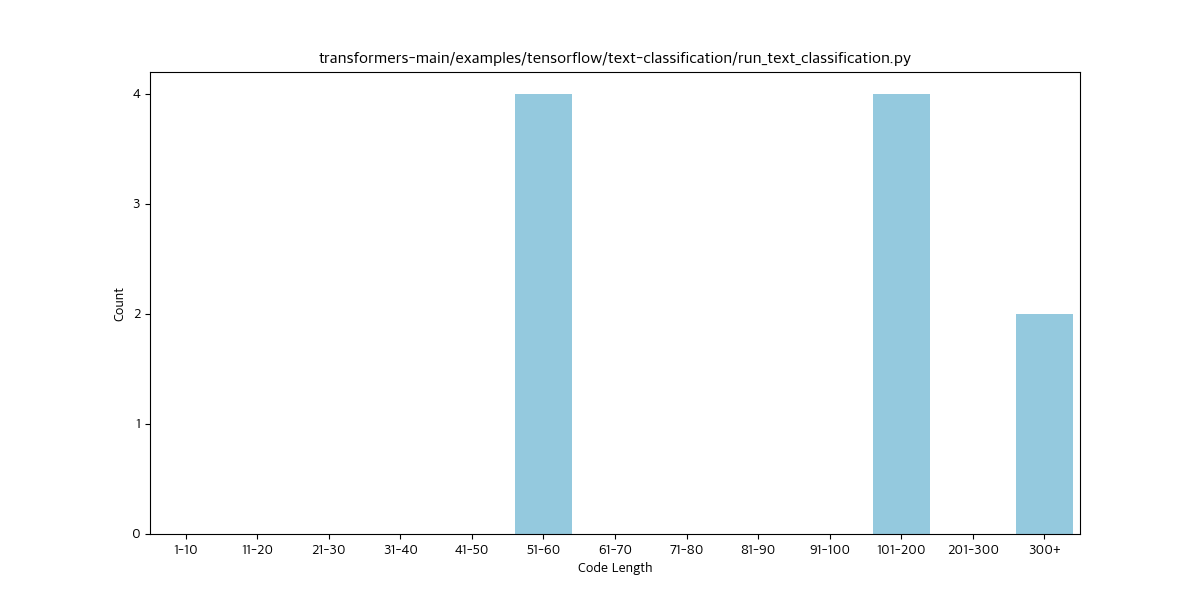 transformers-main/examples/tensorflow/text-classification/run_text_classification.py
4
3
2
1
0
Count
1-10 11-20 21-30 31-40 41-50 51-60 61-70 71-80 81-90 91-100 101-200 201-300 300+
Code Length